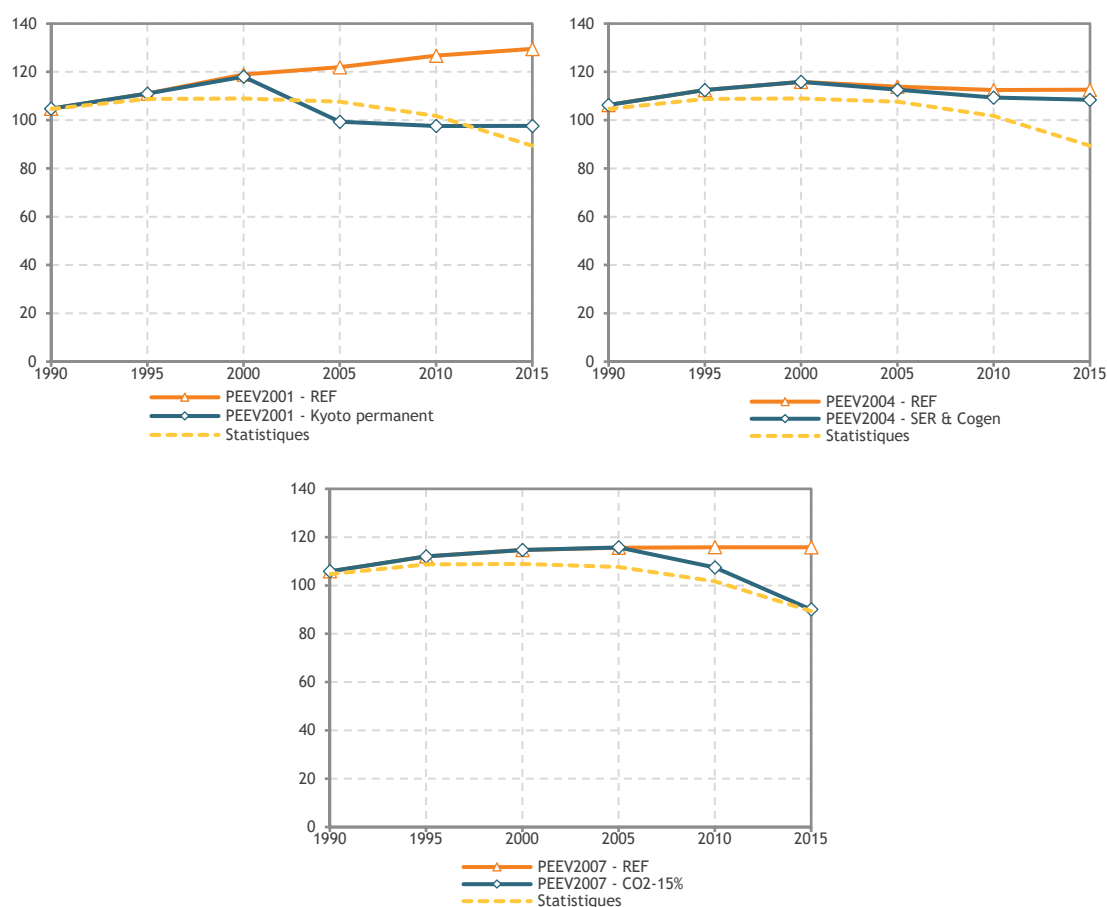 140
120
100
80
60
40
20
0
1990 1995 2000 2005 2010 2015
PEEV2001 - REF
PEEV2001 - Kyoto permanent
Statistiques
140
120
100
80
60
40
20
0
1990 1995 2000 2005 2010 2015
PEEV2004 - REF
PEEV2004 - SER & Cogen
Statistiques
140
120
100
80
60
40
20
0
1990 1995 2000 2005 2010 2015
PEEV2007 - REF
PEEV2007 - CO2-15%
Statistiques